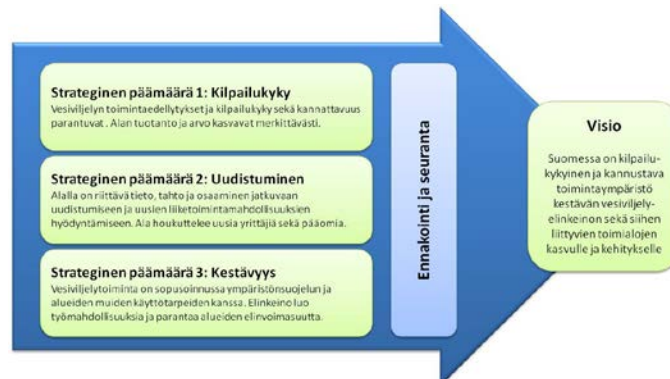 Strateginen päämäärä 1: Kilpailukyky
Vesiviljelyn toimintaedellytykset ja kilpailukyky sekä kannattavuus
parantuvat. Alan tuotanto ja arvo kasvavat merkittävästi.
Strateginen päämäärä 2: Uudistuminen
Alalla on riittävä tieto, tahto ja osaaminen jatkuvaan
uudistumiseen ja uusien liiketoimintamahdollisuuksien
hyödyntämiseen. Ala houkuttelee uusia yrittäjiä sekä pääomia.
Strateginen päämäärä 3: Kestävyys
Vesiviljelytoiminta on sopusoinnussa ympäristönsuojelun ja
alueiden muiden käyttötarpeiden kanssa. Elinkeino luo
työmahdollisuuksia ja parantaa alueiden elinvoimasuutta.
Ennakointi ja seuranta
Visio
Suomessa on kilpailu-
kykyinen ja kannustava
toimintaympäristö
kestävän vesiviljely-
elinkeinon sekä siihen
liittyvien toimialojen
kasvulle ja kehitykselle